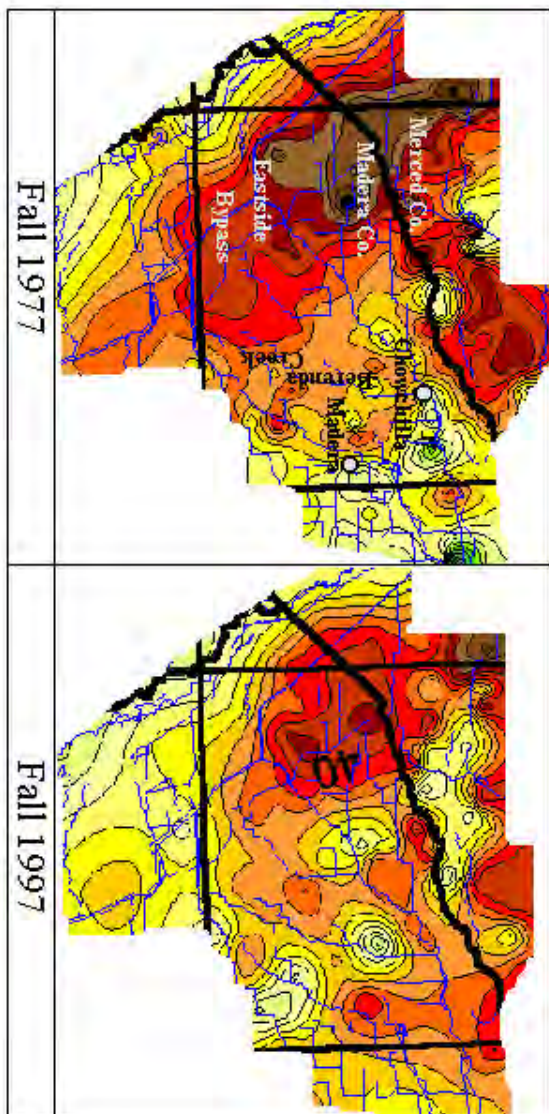 Merced Co.
Madera Co.
Eastside
Bypass
Chowchilla
Berenda
Creek
Madera
Fall 1977
40
Fall 1997